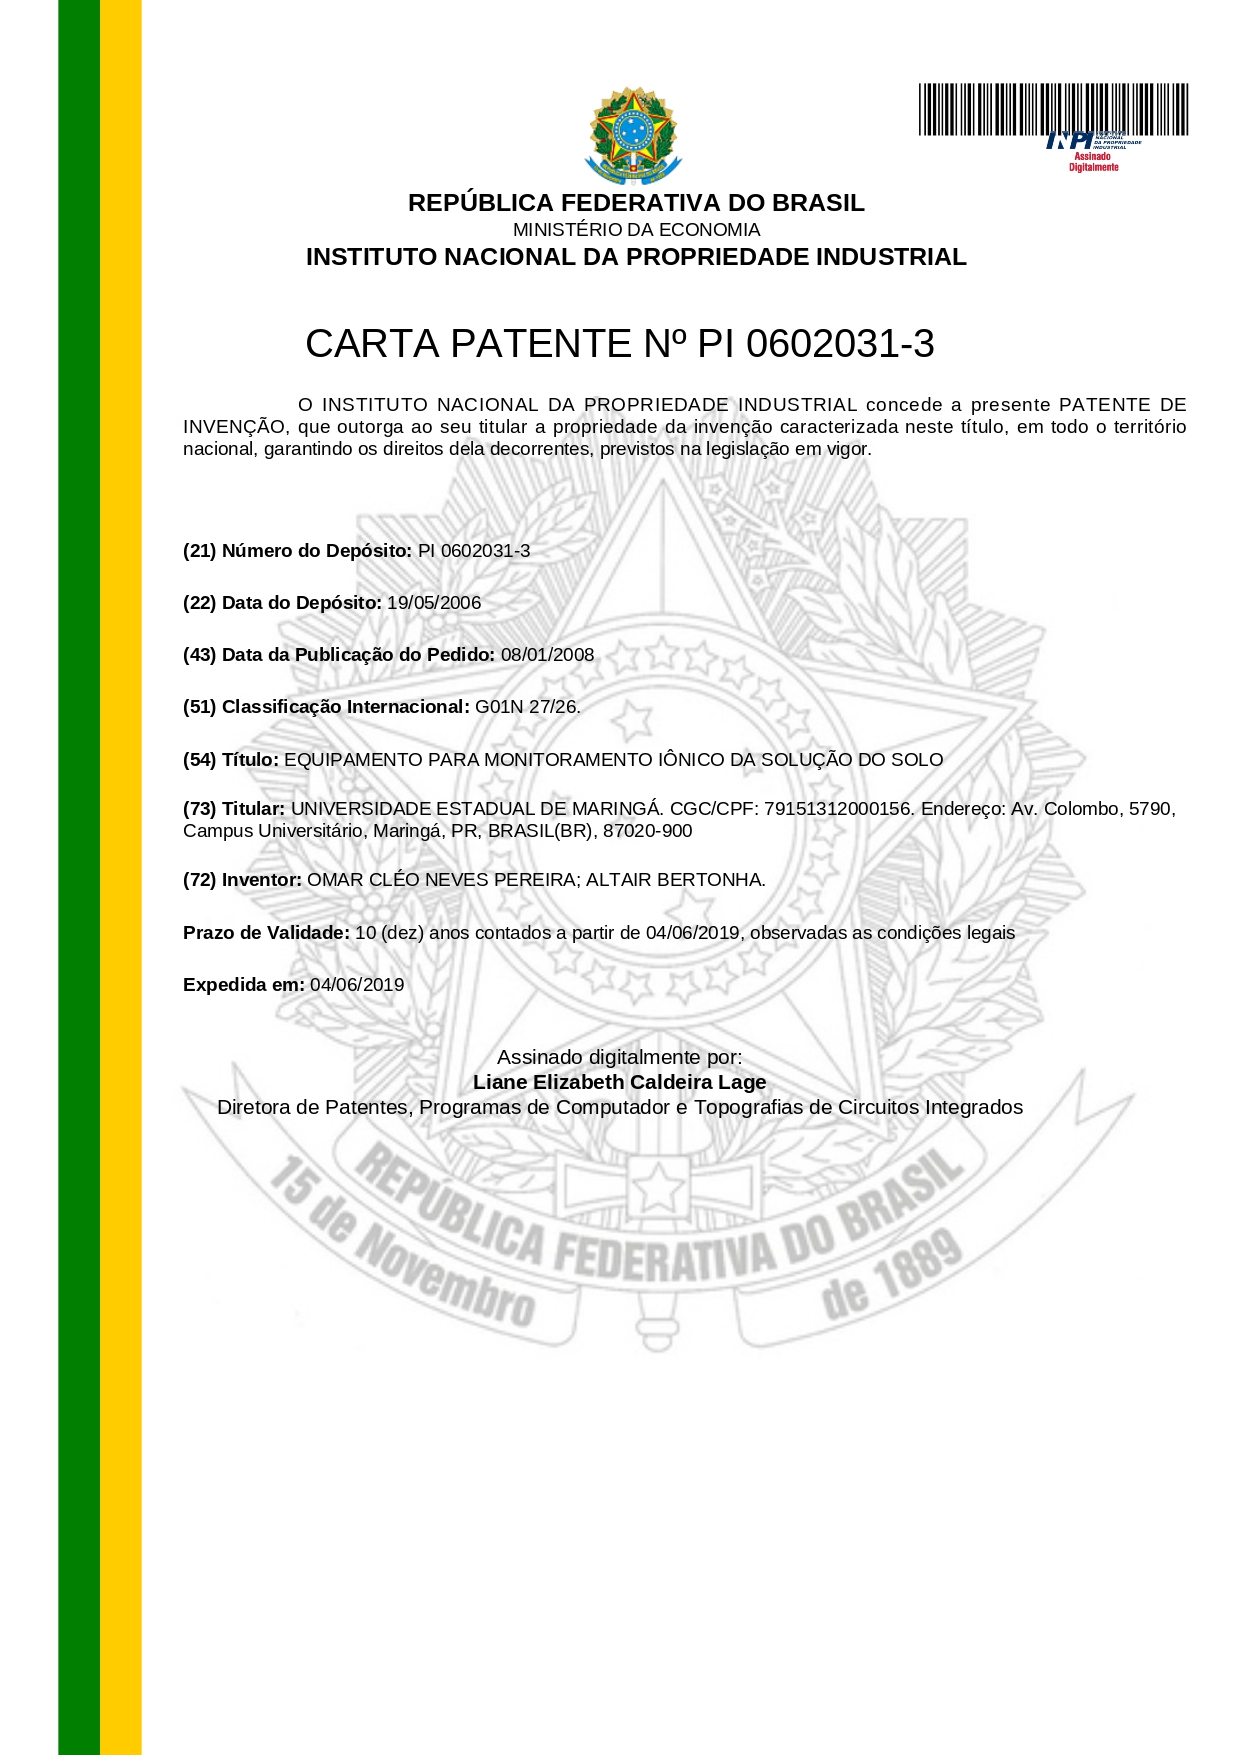 INPI INSTITUTO
NACIONAL
DA PROPRIEDADE
INDUSTRIAL
Assinado
Digitalmente
REPÚBLICA FEDERATIVA DO BRASIL
MINISTÉRIO DA ECONOMIA
INSTITUTO NACIONAL DA PROPRIEDADE INDUSTRIAL
CARTA PATENTE Nº PI 0602031-3
O INSTITUTO NACIONAL DA PROPRIEDADE INDUSTRIAL concede a presente PATENTE DE
INVENÇÃO, que outorga ao seu titular a propriedade da invenção caracterizada neste título, em todo o território
nacional, garantindo os direitos dela decorrentes, previstos na legislação em vigor.
(21) Número do Depósito: PI 0602031-3
(22) Data do Depósito: 19/05/2006
(43) Data da Publicação do Pedido: 08/01/2008
(51) Classificação Internacional: G01N 27/26.
(54) Título: EQUIPAMENTO PARA MONITORAMENTO IÔNICO DA SOLUÇÃO DO SOLO
(73) Titular: UNIVERSIDADE ESTADUAL DE MARINGÁ. CGC/CPF: 79151312000156. Endereço: Av. Colombo, 5790,
Campus Universitário, Maringá, PR, BRASIL(BR), 87020-900
(72) Inventor: OMAR CLÉO NEVES PEREIRA; ALTAIR BERTONHA.
Prazo de Validade: 10 (dez) anos contados a partir de 04/06/2019, observadas as condições legais
Expedida em: 04/06/2019
Assinado digitalmente por:
Liane Elizabeth Caldeira Lage
Diretora de Patentes, Programas de Computador e Topografias de Circuitos Integrados
REPÚBLICA FEDERATIVA DO BRASIL
15 de Novembro
de 1889